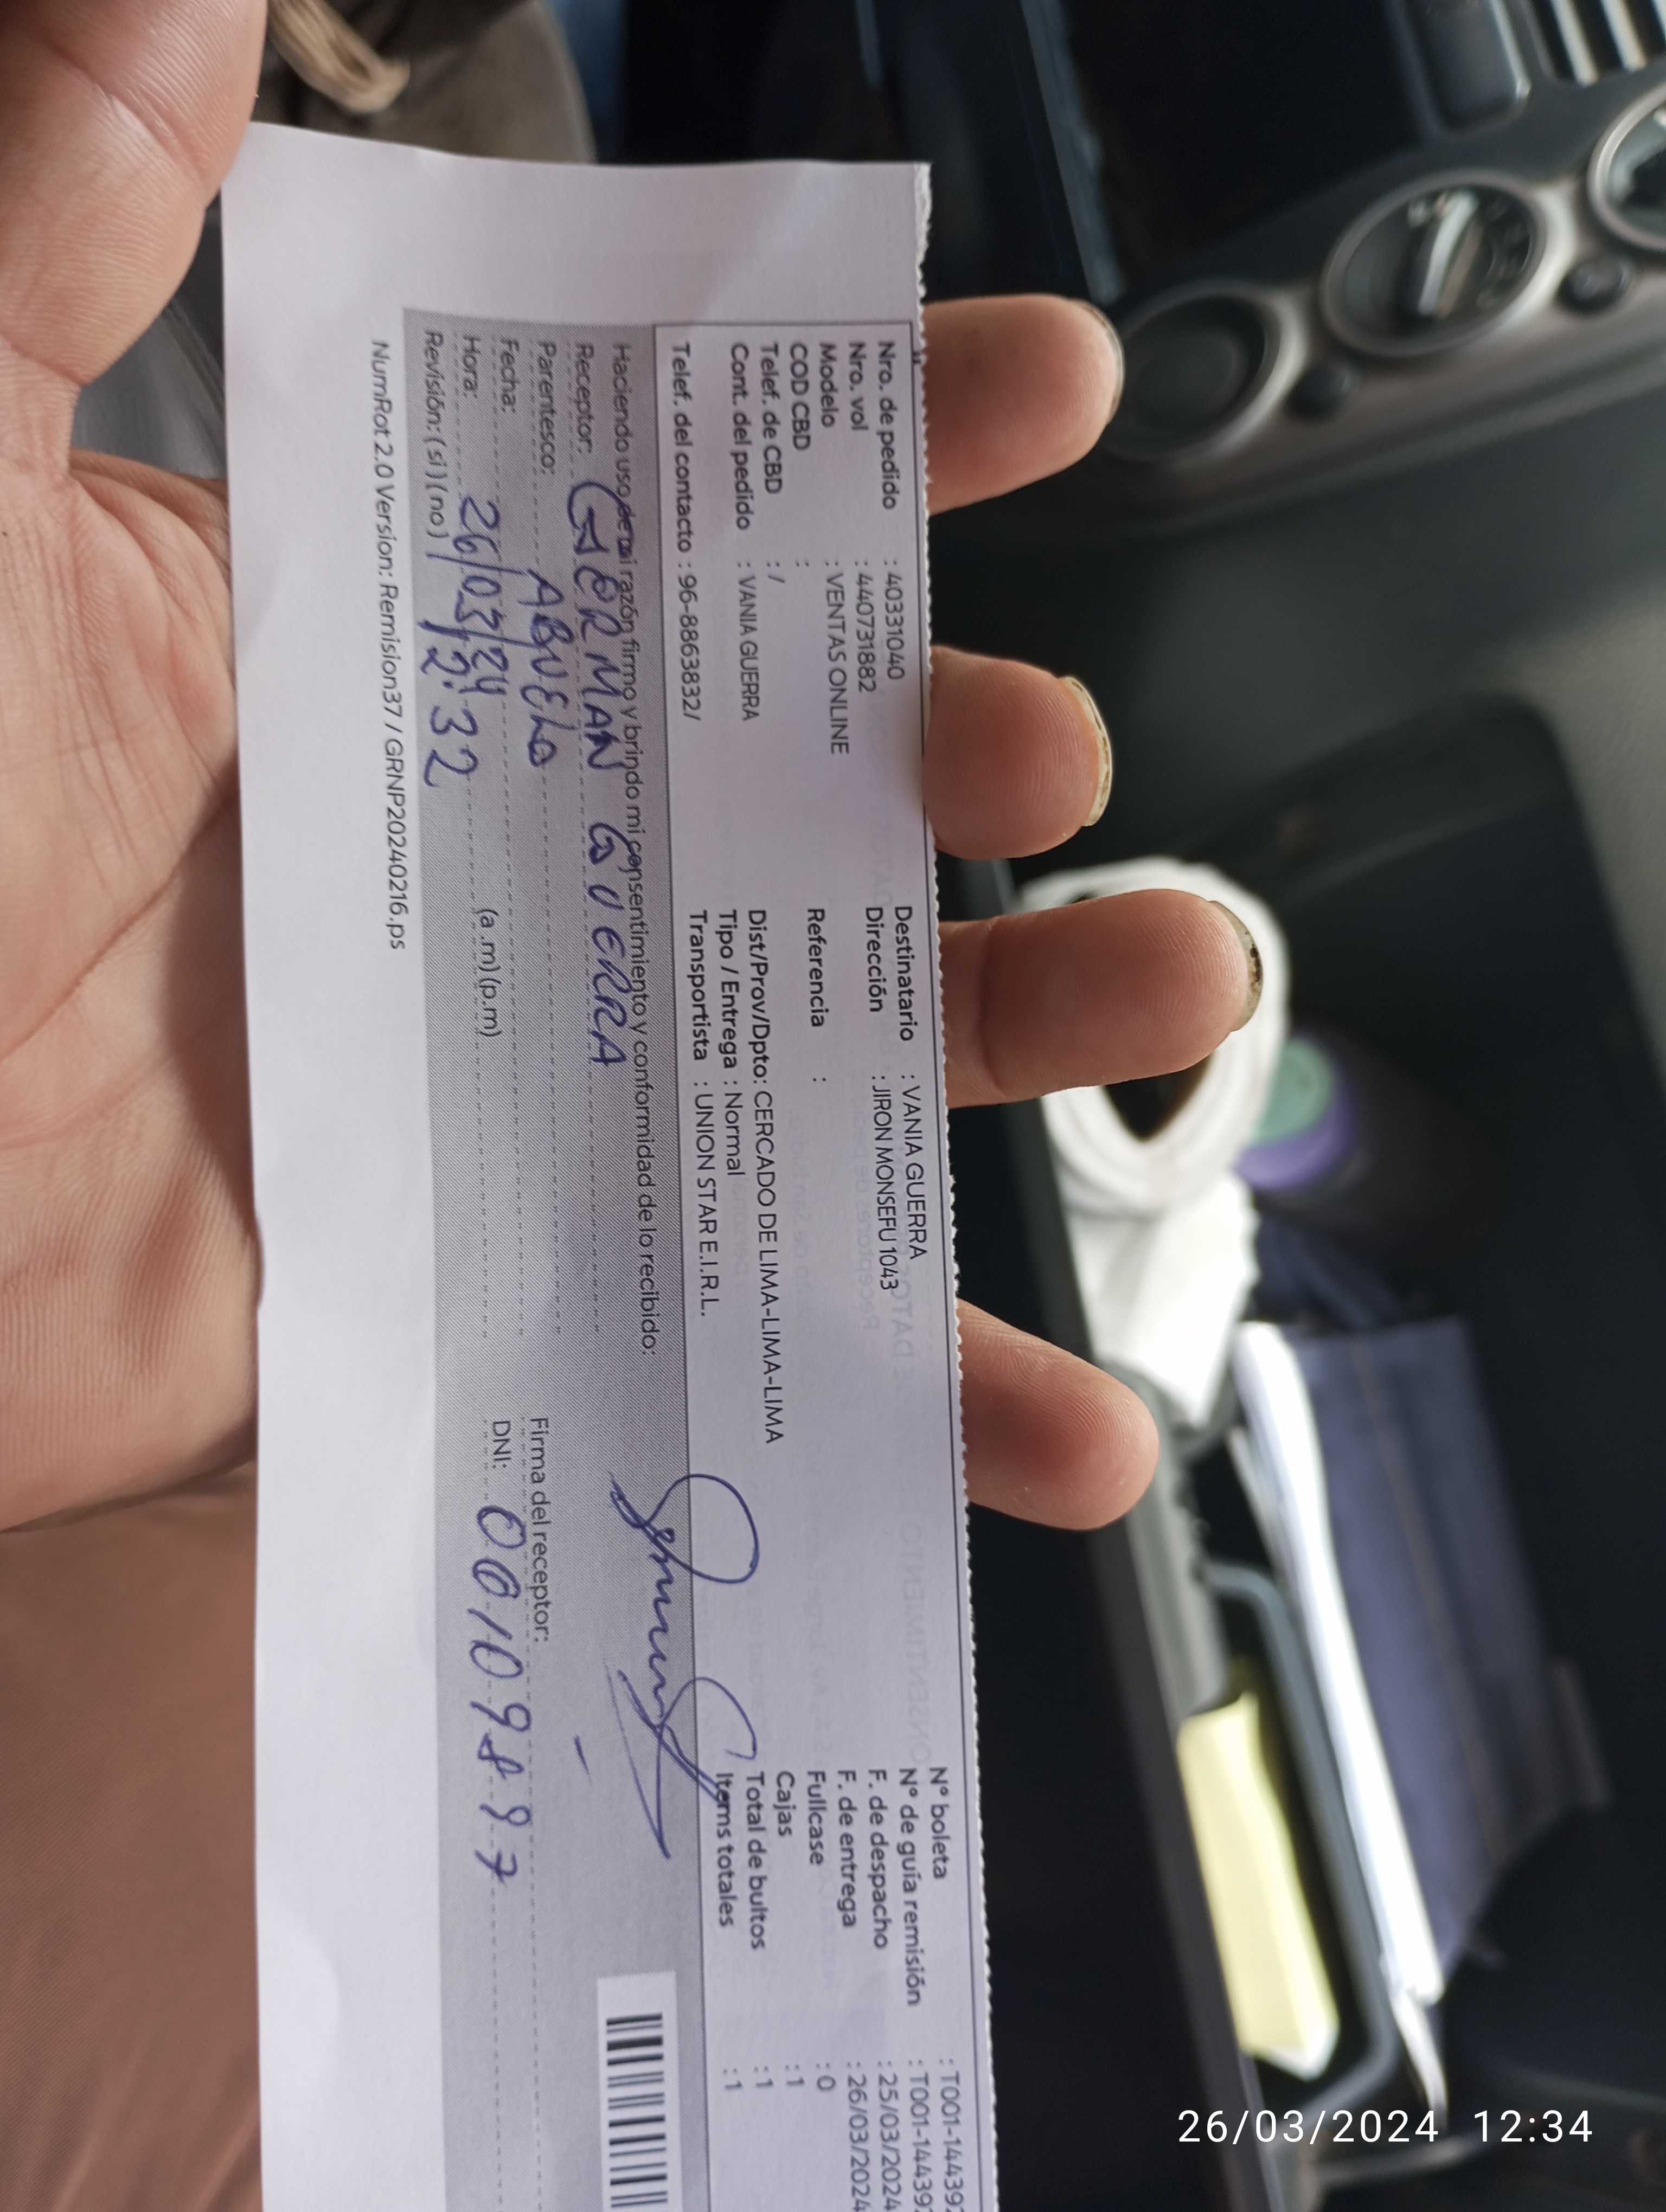 Nro. de pedido : 40331040
Nro. vol : 440731882
Modelo : VENTAS ONLINE
COD CBD :
Telef. de CBD : /
Cont. del pedido : VANIA GUERRA
Telef. del contacto : 96-8863832/
Destinatario : VANIA GUERRA
Dirección : JIRON MONSEFU 1043
Referencia :
Dist/Prov/Dpto: CERCADO DE LIMA-LIMA-LIMA
Tipo / Entrega : Normal
Transportista : UNION STAR E.I.R.L.
N° boleta : T001-144392
N° de guía remisión : T001-144392
F. de despacho : 25/03/2024
F. de entrega : 26/03/2024
Fullcase : 0
Cajas : 1
Total de bultos : 1
Items totales : 1
Haciendo uso de mi razón firmo y brindo mi consentimiento y conformidad de lo recibido:
Receptor: GERMAN GUERRA
Parentesco: ABUELO
Fecha: 26/03/24
Hora: 12:32 (a.m)(p.m)
Revisión: (si) (no)
Firma del receptor:
DNI:
NumRot 2.0 Version: Remision37 / GRNP20240216.ps
26/03/2024 12:34